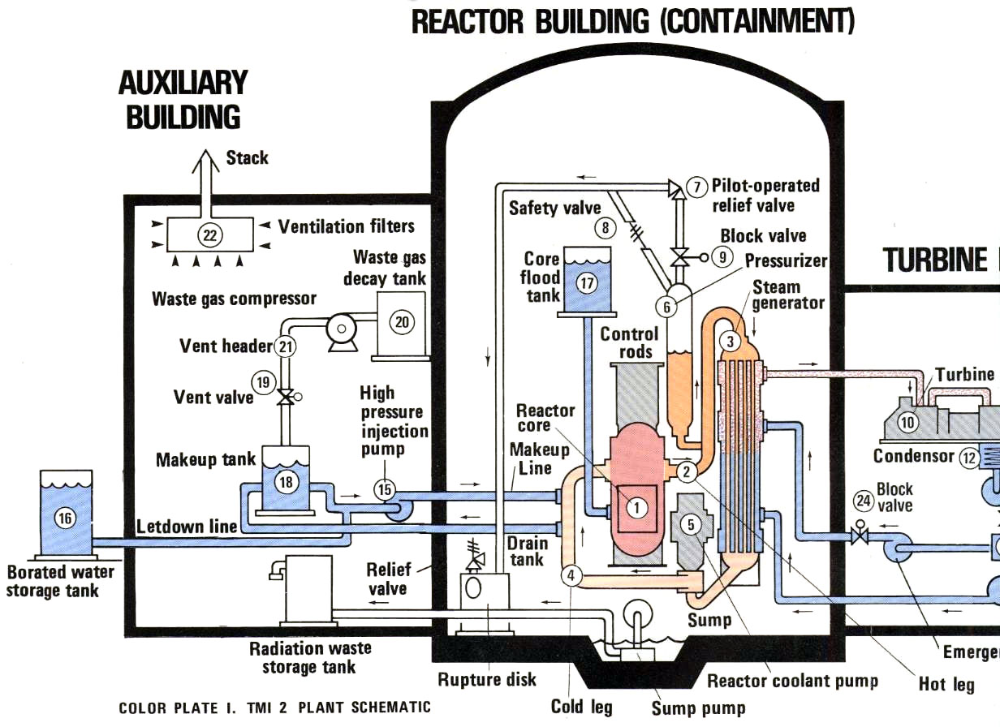 REACTOR BUILDING (CONTAINMENT)
AUXILIARY
BUILDING
Stack
22
Ventilation filters
Waste gas
decay tank
20
Waste gas compressor
Vent header
21
19
Vent valve
Makeup tank
18
High
pressure
injection
pump
15
16
Letdown line
Borated water
storage tank
Radiation waste
storage tank
Relief
valve
Rupture disk
Drain
tank
Makeup
Line
7
Pilot-operated
relief valve
Safety valve
8
Block valve
9
Pressurizer
6
Core
flood
tank
17
Steam
generator
3
Control
rods
Reactor
core
1
2
5
4
Sump
Cold leg
Sump pump
Reactor coolant pump
Hot leg
TURBINE
Turbine
10
Condensor
12
24
Block
valve
Emerge
COLOR PLATE I. TMI 2 PLANT SCHEMATIC